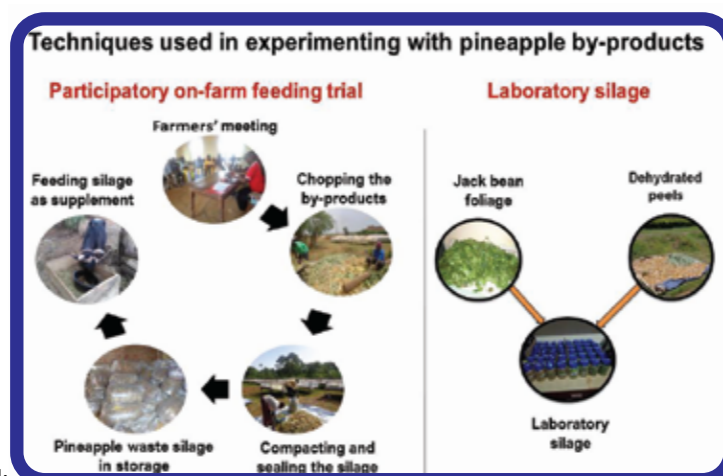 Techniques used in experimenting with pineapple by-products
Participatory on-farm feeding trial
Farmers' meeting
Chopping the
by-products
Compacting and
sealing the silage
Pineapple waste silage
in storage
Feeding silage
as supplement
Laboratory silage
Jack bean
foliage
Dehydrated
peels
Laboratory
silage